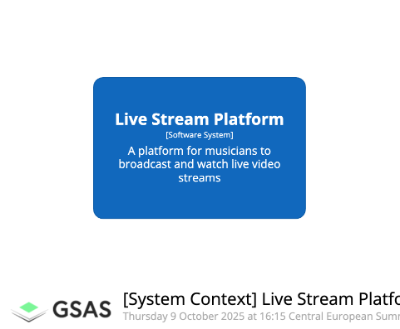 Live Stream Platform
[Software System]
A platform for musicians to
broadcast and watch live video
streams
GSAS
[System Context] Live Stream Platfo
Thursday 9 October 2025 at 16:15 Central European Summ